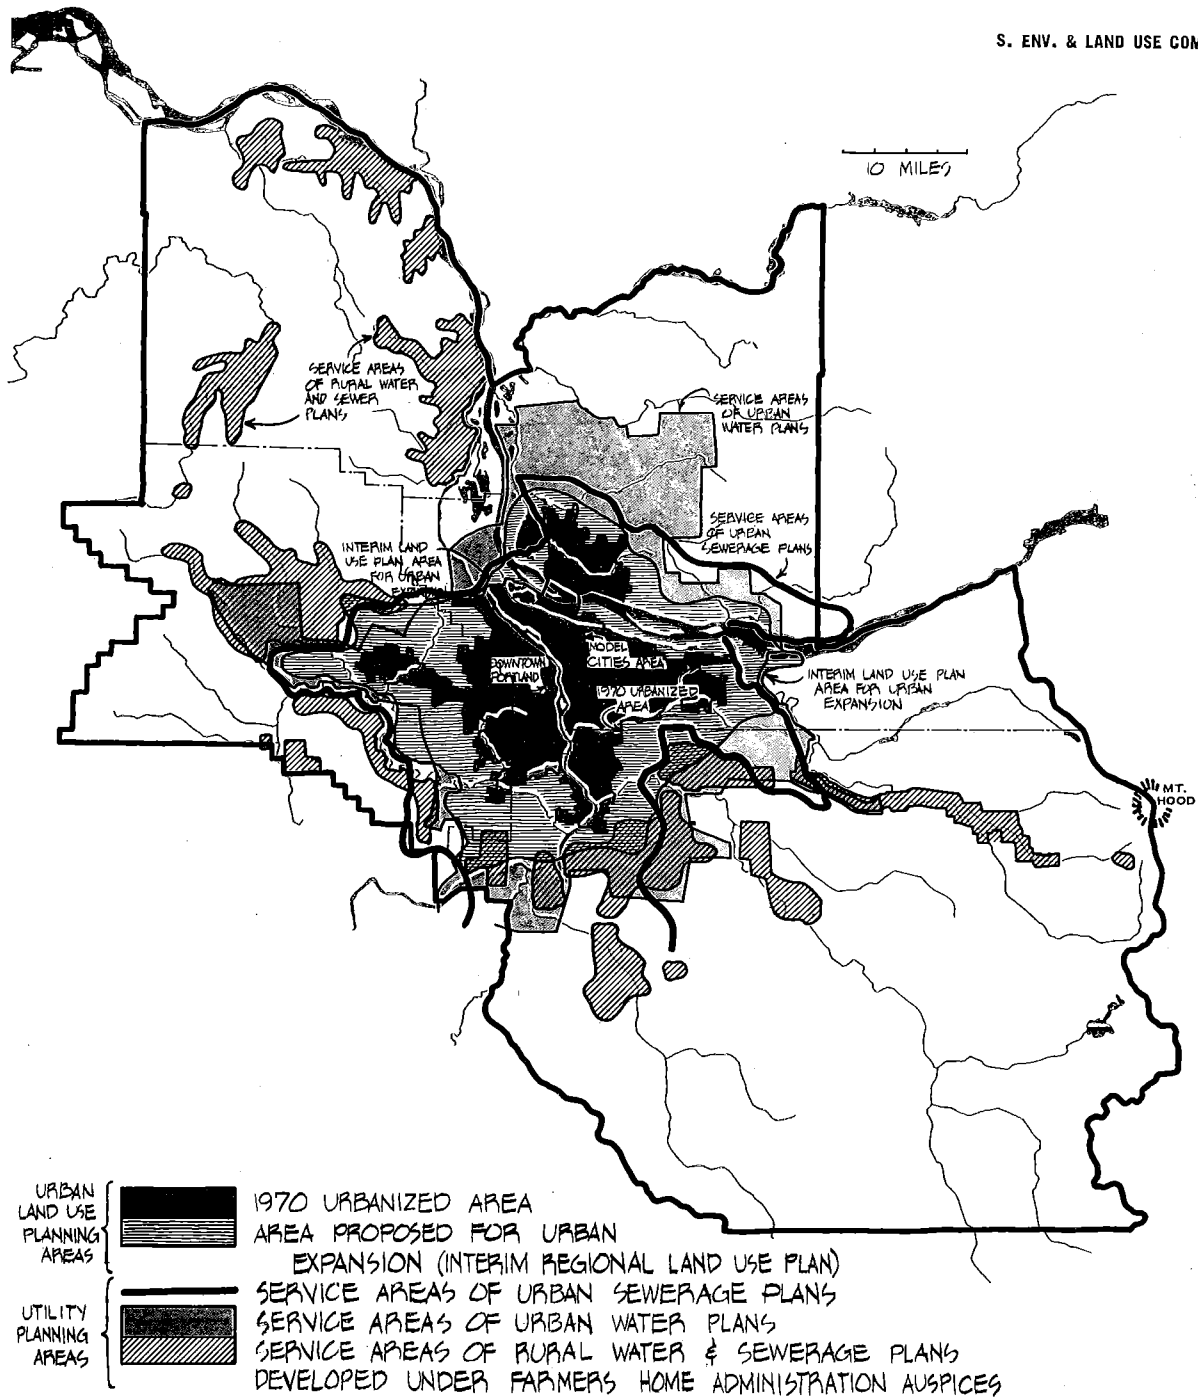 S. ENV. & LAND USE COM
10 MILES
SERVICE AREAS
OF RURAL WATER
AND SEWER
PLANS
SERVICE AREAS
OF URBAN
WATER PLANS
SERVICE AREAS
OF URBAN
SEWERAGE PLANS
INTERIM LAND
USE PLAN AREA
FOR URBAN
DOWNTOWN
PORTLAND
MODEL
CITIES AREA
1970 URBANIZED
AREA
INTERIM LAND USE PLAN
AREA FOR URBAN
EXPANSION
MT.
HOOD
URBAN
LAND USE
PLANNING
AREAS
1970 URBANIZED AREA
AREA PROPOSED FOR URBAN
EXPANSION (INTERIM REGIONAL LAND USE PLAN)
UTILITY
PLANNING
AREAS
SERVICE AREAS OF URBAN SEWERAGE PLANS
SERVICE AREAS OF URBAN WATER PLANS
SERVICE AREAS OF RURAL WATER & SEWERAGE PLANS
DEVELOPED UNDER FARMERS HOME ADMINISTRATION AUSPICES